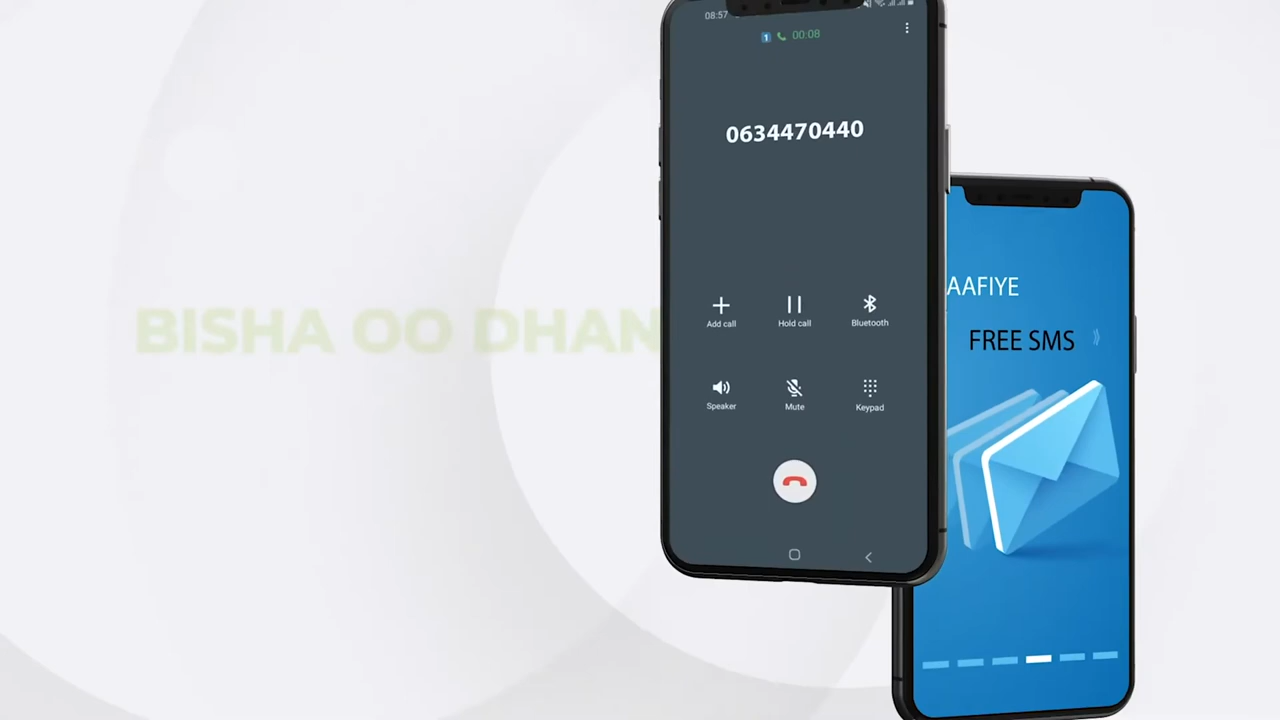 08:57
1 00:08
0634470440
Add call Hold call Bluetooth
Speaker Mute Keypad
BISHA OO DHAN
AAFIYE
FREE SMS